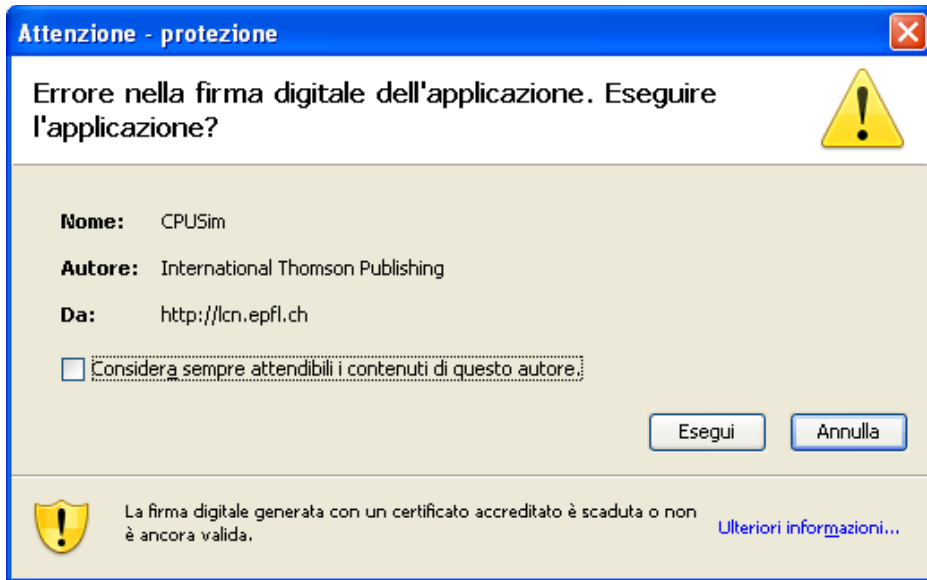 Attenzione - protezione
Errore nella firma digitale dell'applicazione. Eseguire
l'applicazione?
Nome: CPUSim
Autore: International Thomson Publishing
Da: http://lcn.epfl.ch
Considera sempre attendibili i contenuti di questo autore.
Esegui Annulla
La firma digitale generata con un certificato accreditato è scaduta o non
è ancora valida.
Ulteriori informazioni...